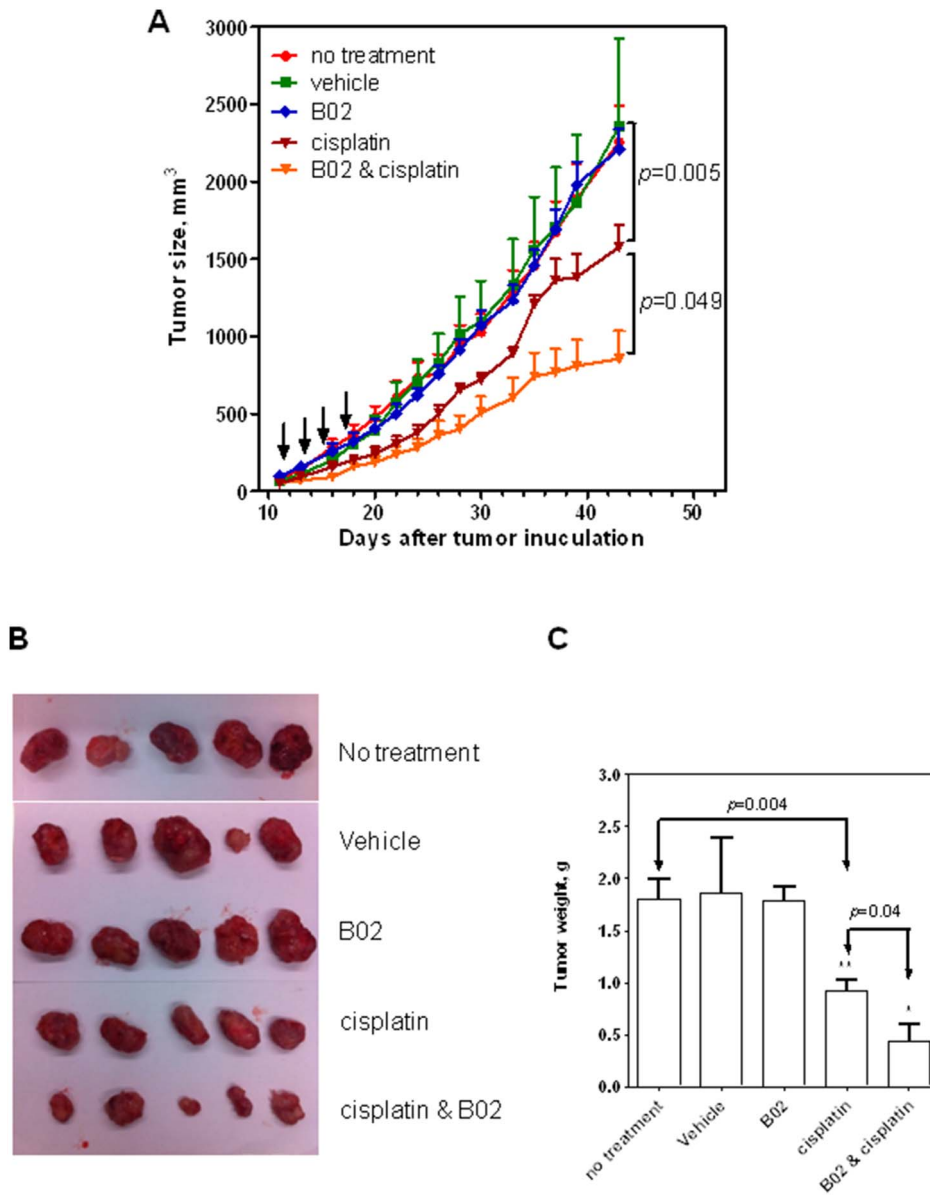 A
3000
2500
2000
1500
1000
500
0
Tumor size, mm³
no treatment
vehicle
B02
cisplatin
B02 & cisplatin
p=0.005
p=0.049
10 20 30 40 50
Days after tumor inuculation
B
No treatment
Vehicle
B02
cisplatin
cisplatin & B02
C
3.0
2.5
2.0
1.5
1.0
0.5
0.0
Tumor weight, g
p=0.004
p=0.04
**
*
no treatment
Vehicle
B02
cisplatin
B02 & cisplatin